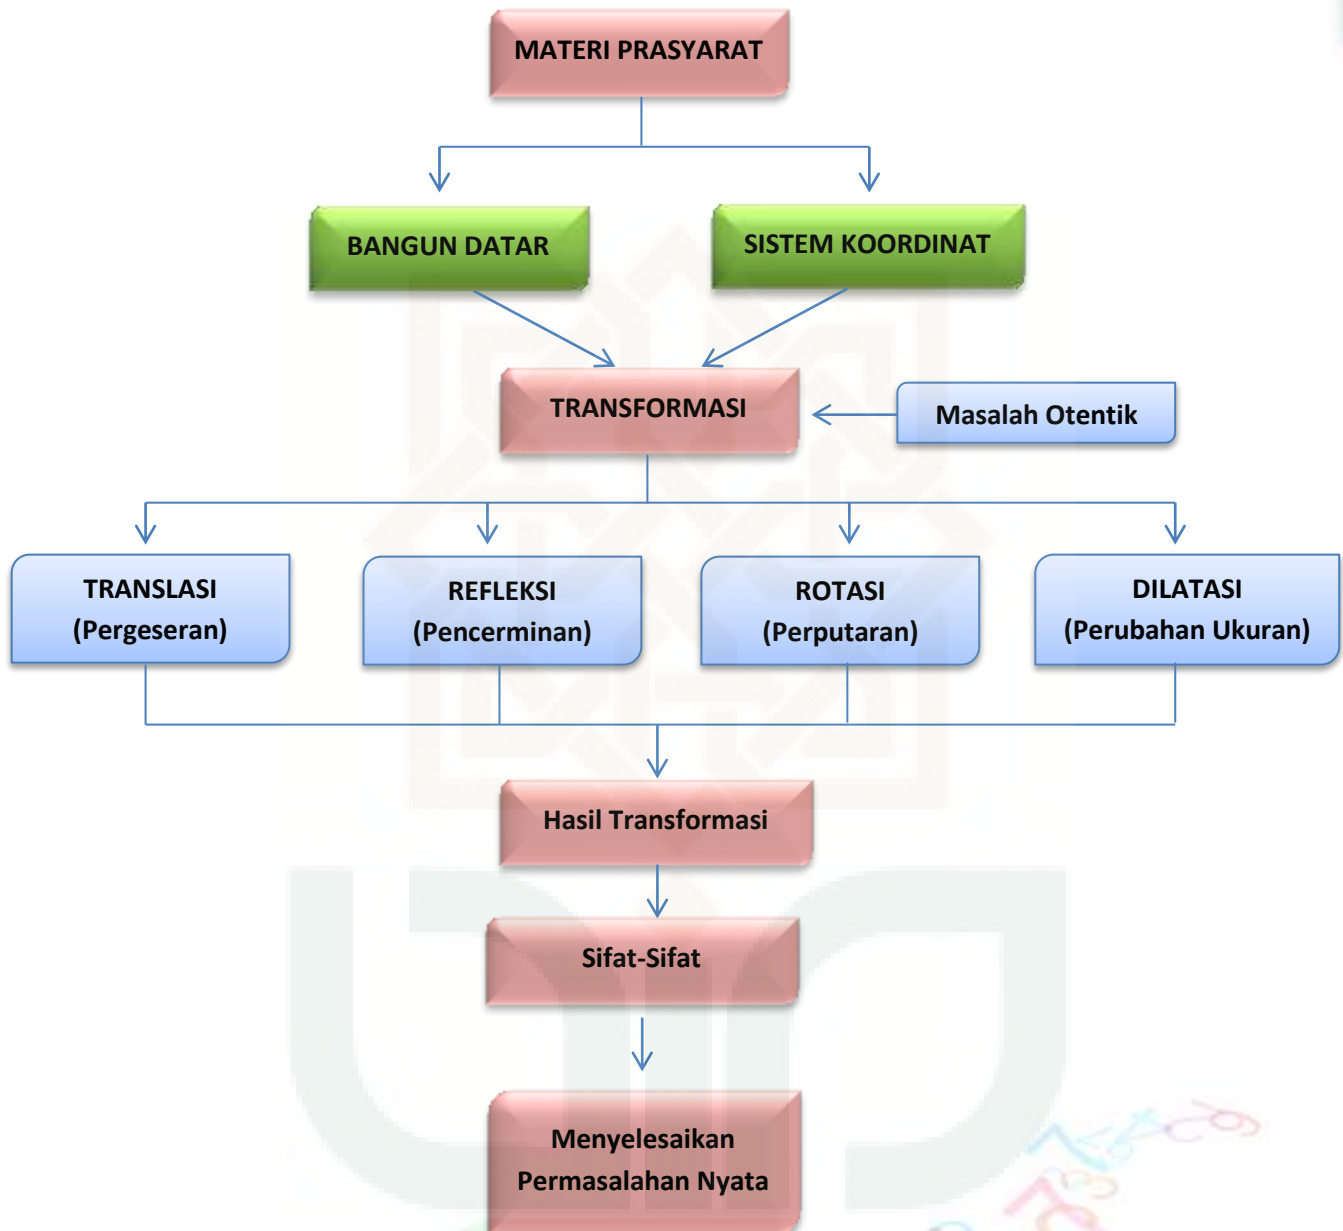 MATERI PRASYARAT
BANGUN DATAR
SISTEM KOORDINAT
TRANSFORMASI
Masalah Otentik
TRANSLASI
(Pergeseran)
REFLEKSI
(Pencerminan)
ROTASI
(Perputaran)
DILATASI
(Perubahan Ukuran)
Hasil Transformasi
Sifat-Sifat
Menyelesaikan
Permasalahan Nyata